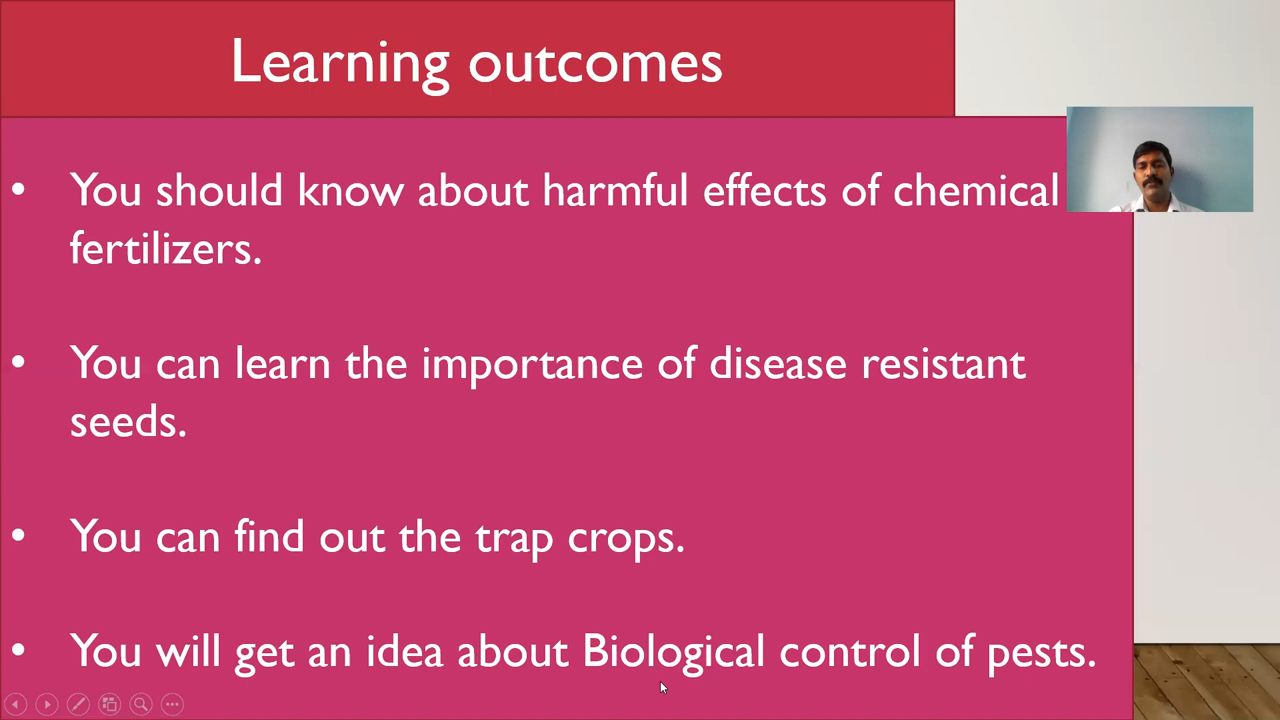 Learning outcomes
• You should know about harmful effects of chemical
fertilizers.
• You can learn the importance of disease resistant
seeds.
• You can find out the trap crops.
• You will get an idea about Biological control of pests.